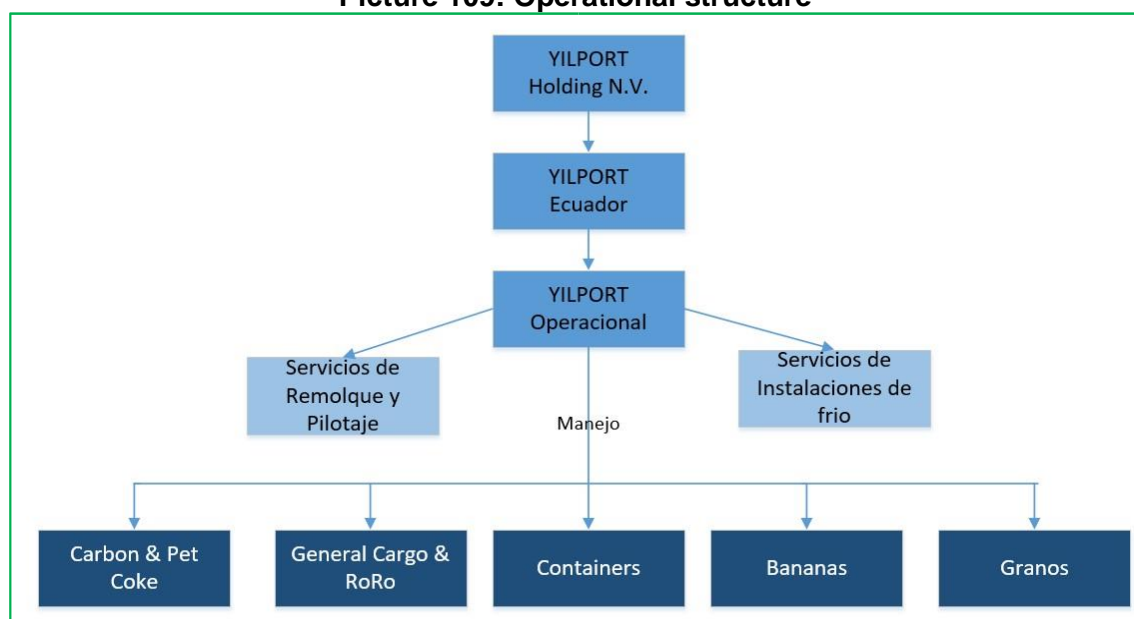 Picture 109: Operational structure
YILPORT
Holding N.V.
YILPORT
Ecuador
YILPORT
Operacional
Servicios de
Remolque y
Pilotaje
Servicios de
Instalaciones de
frio
Manejo
Carbon & Pet
Coke
General Cargo &
RoRo
Containers
Bananas
Granos